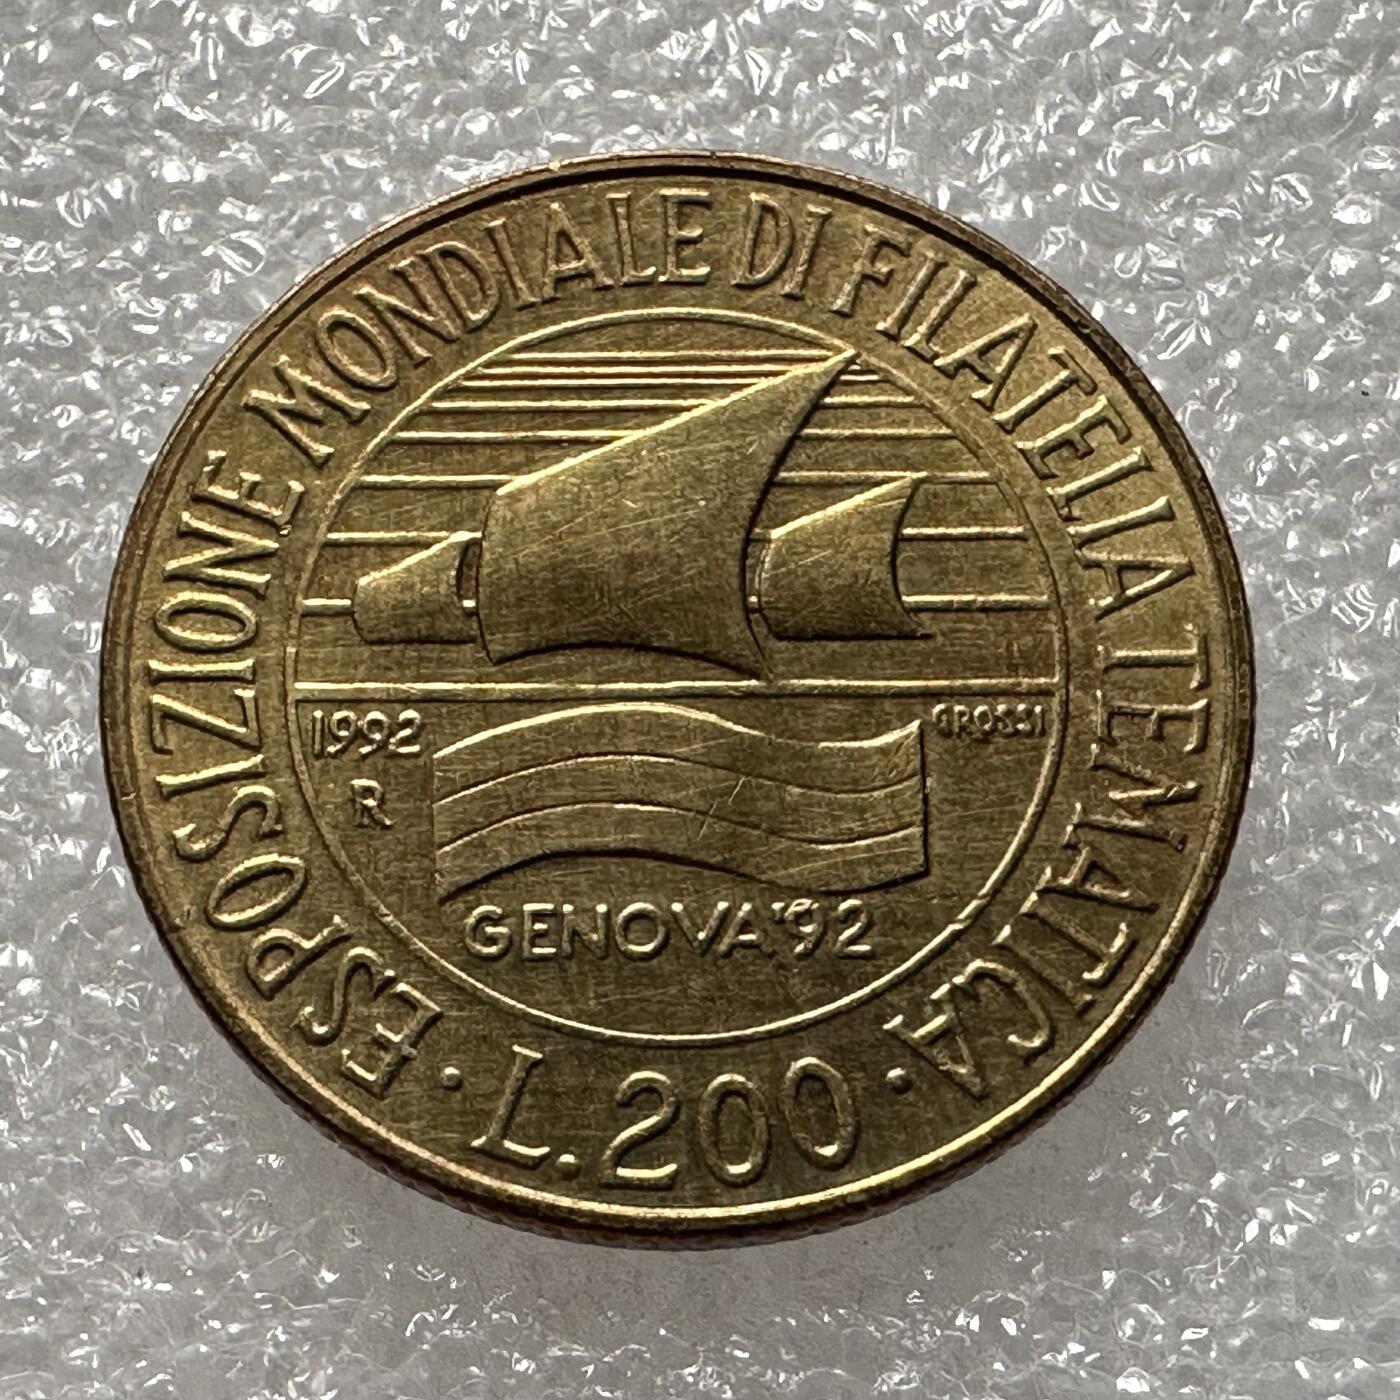 ESPOSIZIONE MONDIALE DI FILATELIA TEMATICA
1992
GROSSI
R
GENOVA '92
· L.200 ·